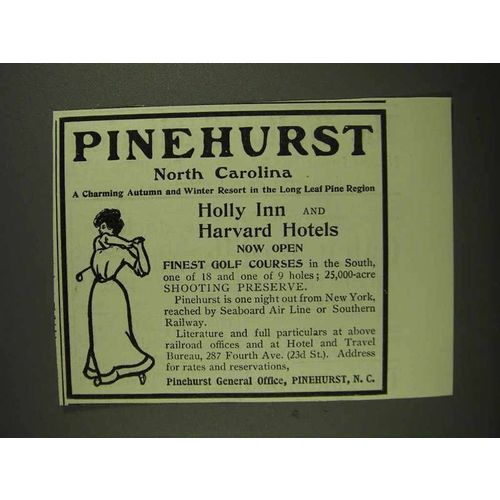 PINEHURST
North Carolina
A Charming Autumn and Winter Resort in the Long Leaf Pine Region
Holly Inn AND
Harvard Hotels
NOW OPEN
FINEST GOLF COURSES in the South,
one of 18 and one of 9 holes; 25,000-acre
SHOOTING PRESERVE.
Pinehurst is one night out from New York,
reached by Seaboard Air Line or Southern
Railway.
Literature and full particulars at above
railroad offices and at Hotel and Travel
Bureau, 287 Fourth Ave. (23d St.). Address
for rates and reservations,
Pinehurst General Office, PINEHURST, N. C.